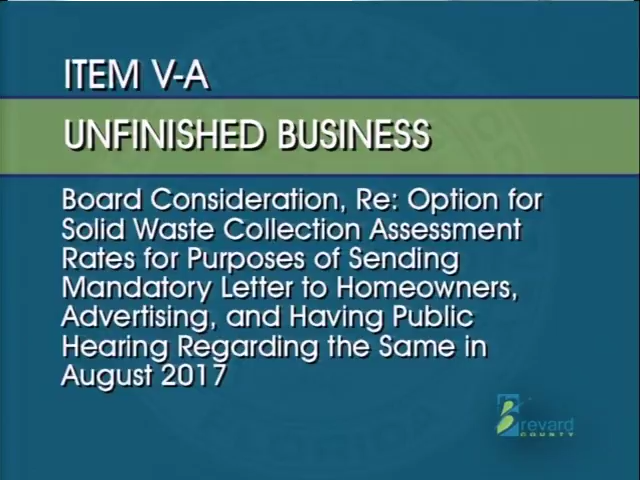 ITEM V-A
UNFINISHED BUSINESS
Board Consideration, Re: Option for
Solid Waste Collection Assessment
Rates for Purposes of Sending
Mandatory Letter to Homeowners,
Advertising, and Having Public
Hearing Regarding the Same in
August 2017
revard
COUNTY